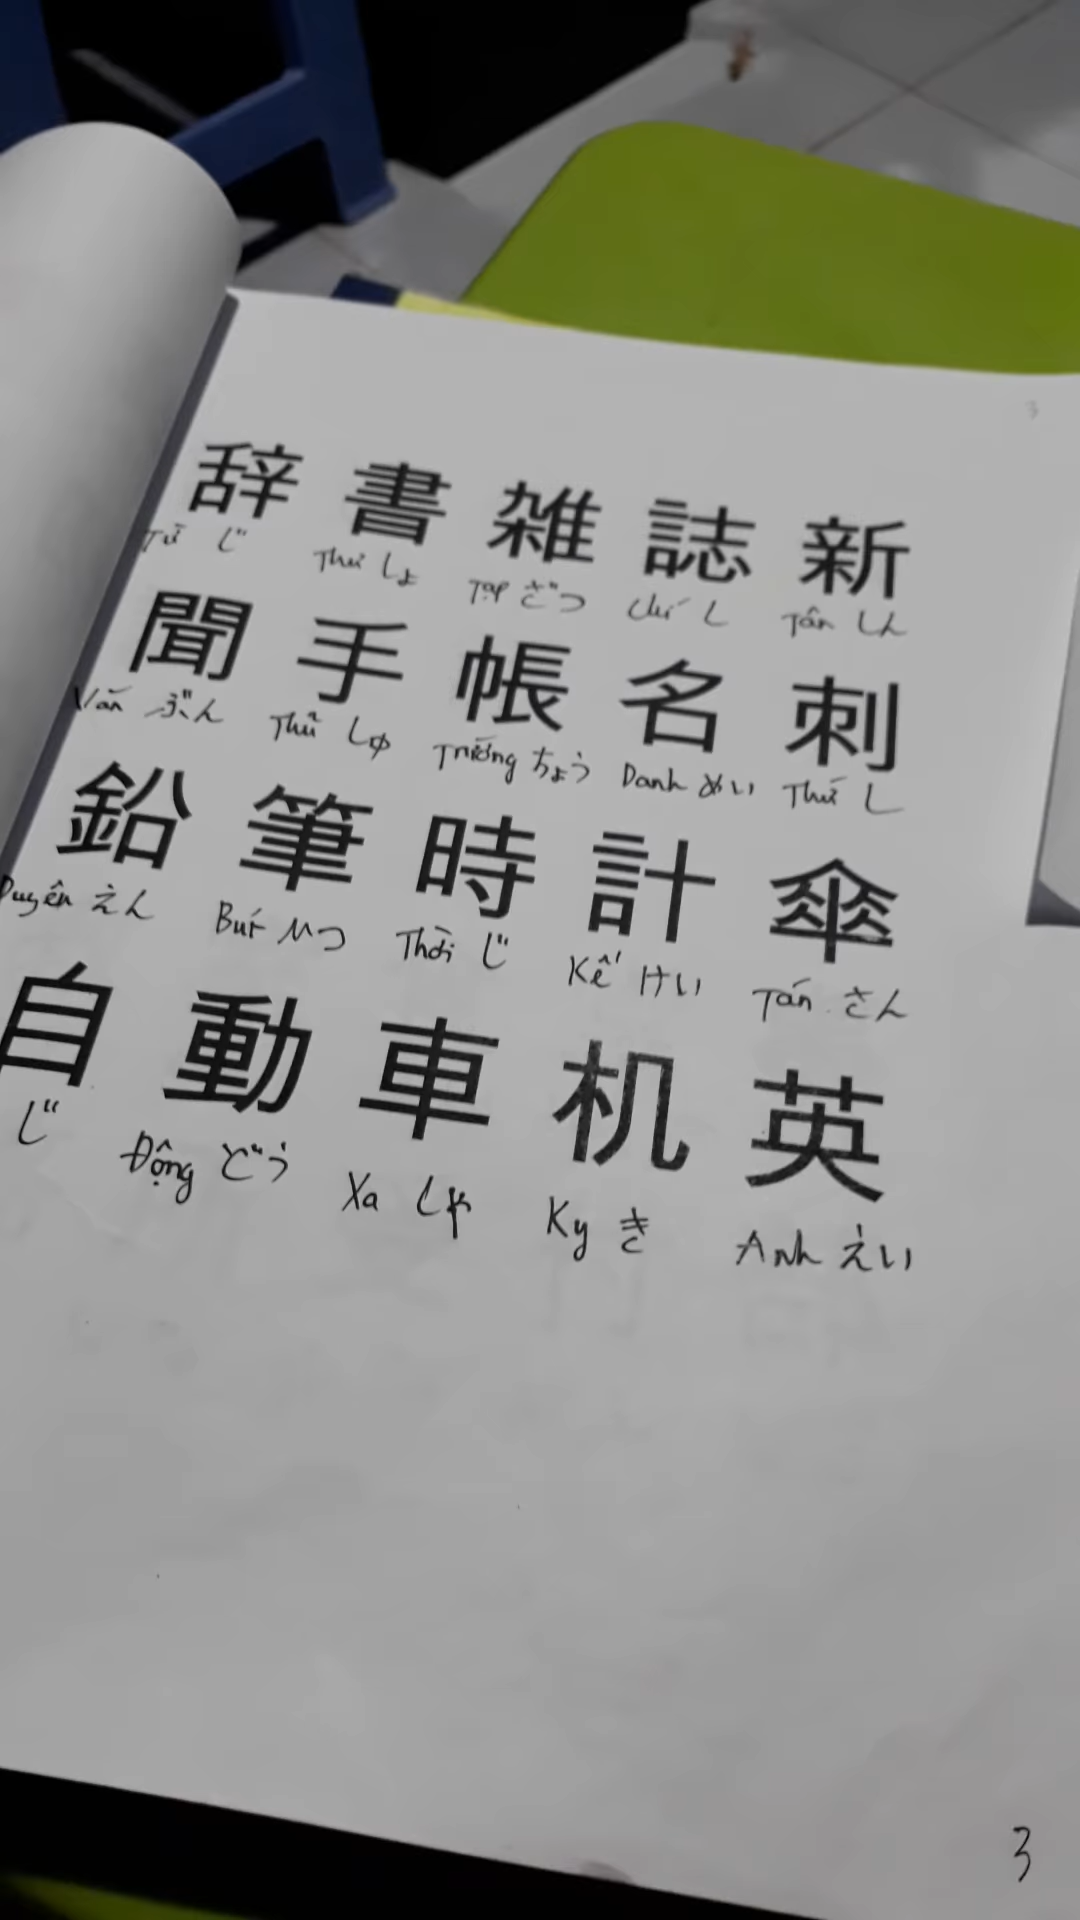 3
辞 書 雑 誌 新
Từ じ Thư しょ Tạp ざつ Chí し Tân しん
聞 手 帳 名 刺
Văn ぶん Thủ しゅ Trướng ちょう Danh めい Thứ し
鉛 筆 時 計 傘
Duyên えん Bút ひつ Thời じ Kế けい Tán さん
自 動 車 机 英
じ Động どう Xa しゃ Ky き Anh えい
3